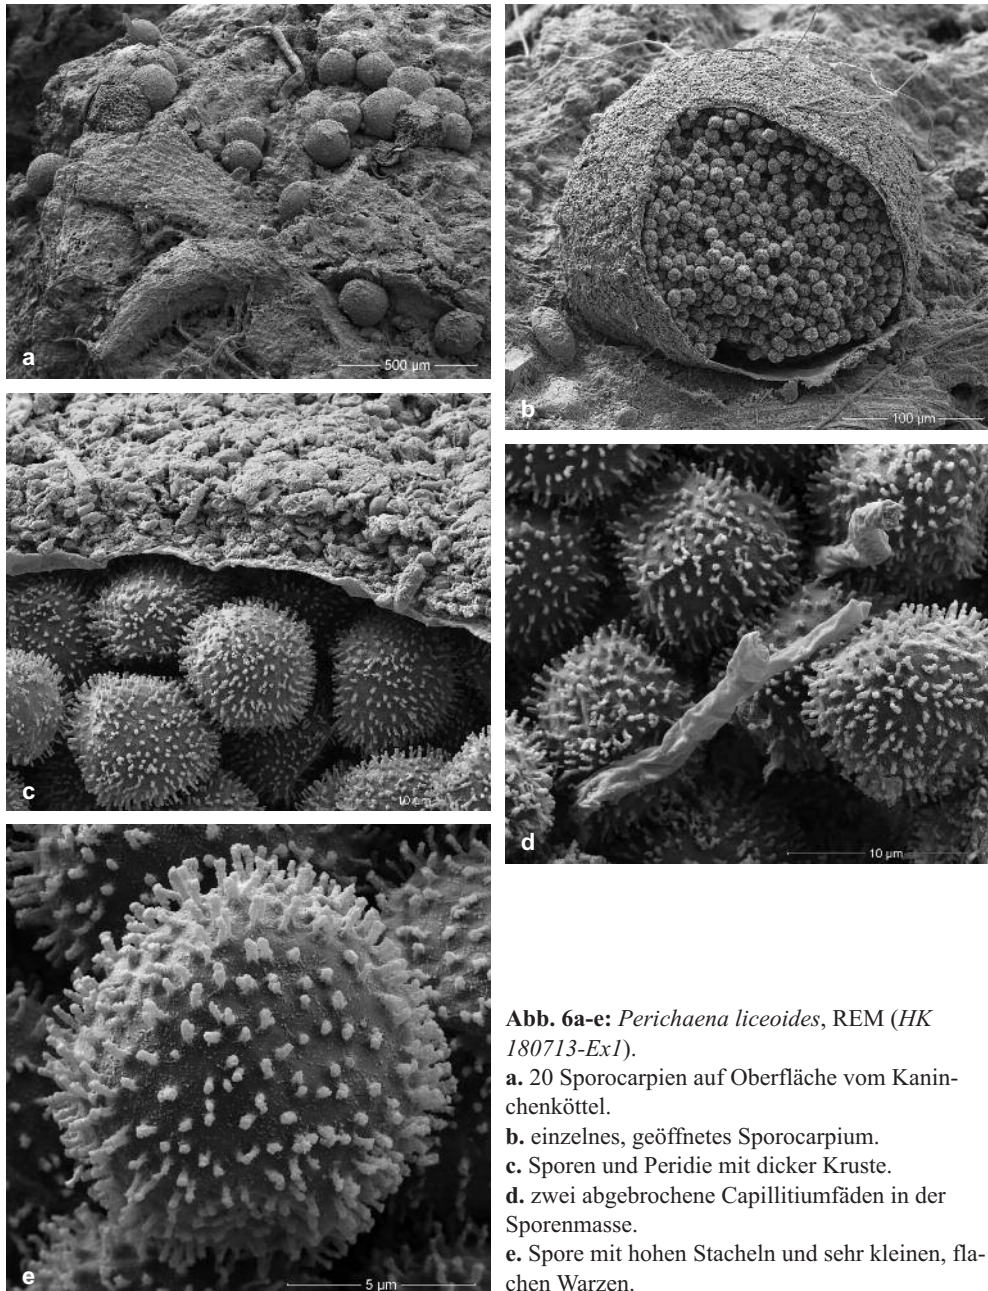 a
500 µm
b
100 µm
c
10 µm
d
10 µm
e
5 µm
Abb. 6a-e: Perichaena liceoides, REM (HK
180713-Ex1).
a. 20 Sporocarpien auf Oberfläche vom Kanin-
chenköttel.
b. einzelnes, geöffnetes Sporocarpium.
c. Sporen und Peridie mit dicker Kruste.
d. zwei abgebrochene Capillitiumfäden in der
Sporenmasse.
e. Spore mit hohen Stacheln und sehr kleinen, fla-
chen Warzen.